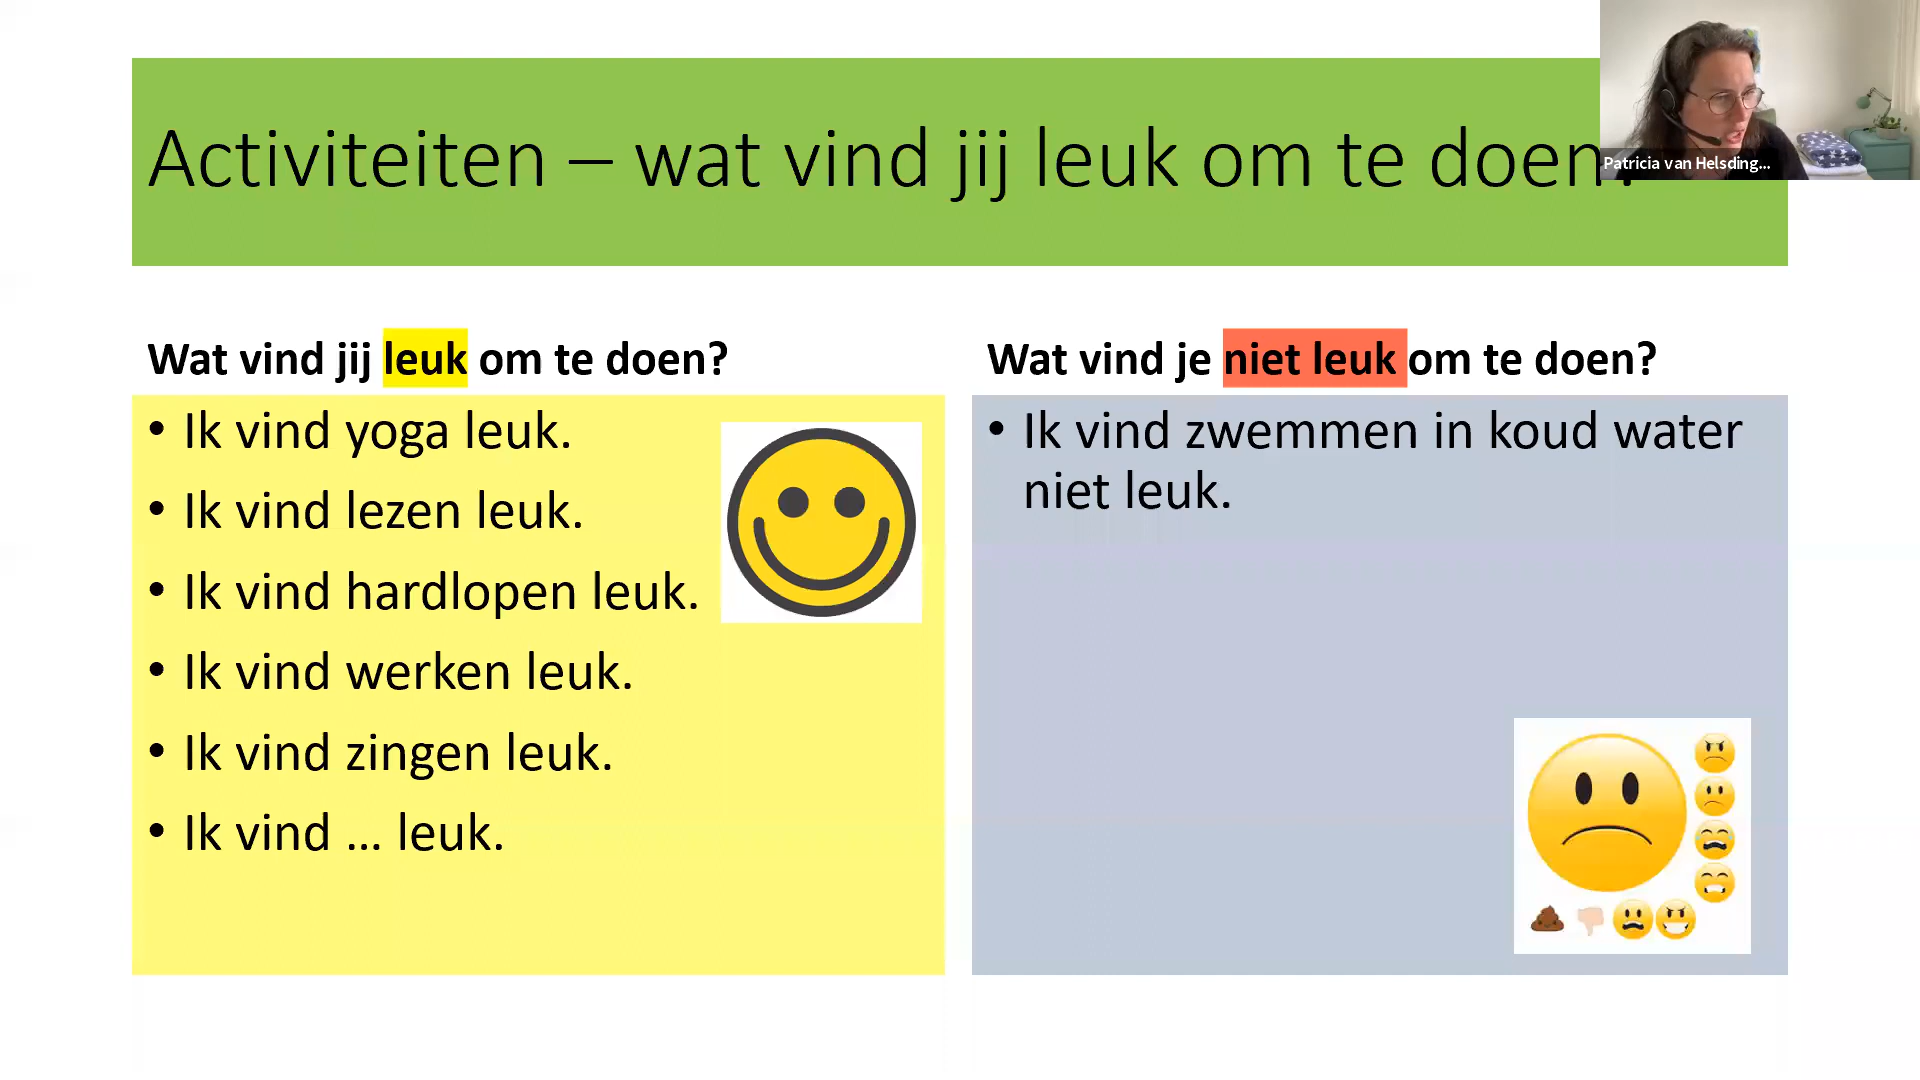 Activiteiten – wat vind jij leuk om te doen?
Patricia van Helsding...
Wat vind jij leuk om te doen?
• Ik vind yoga leuk.
• Ik vind lezen leuk.
• Ik vind hardlopen leuk.
• Ik vind werken leuk.
• Ik vind zingen leuk.
• Ik vind ... leuk.
Wat vind je niet leuk om te doen?
• Ik vind zwemmen in koud water
niet leuk.